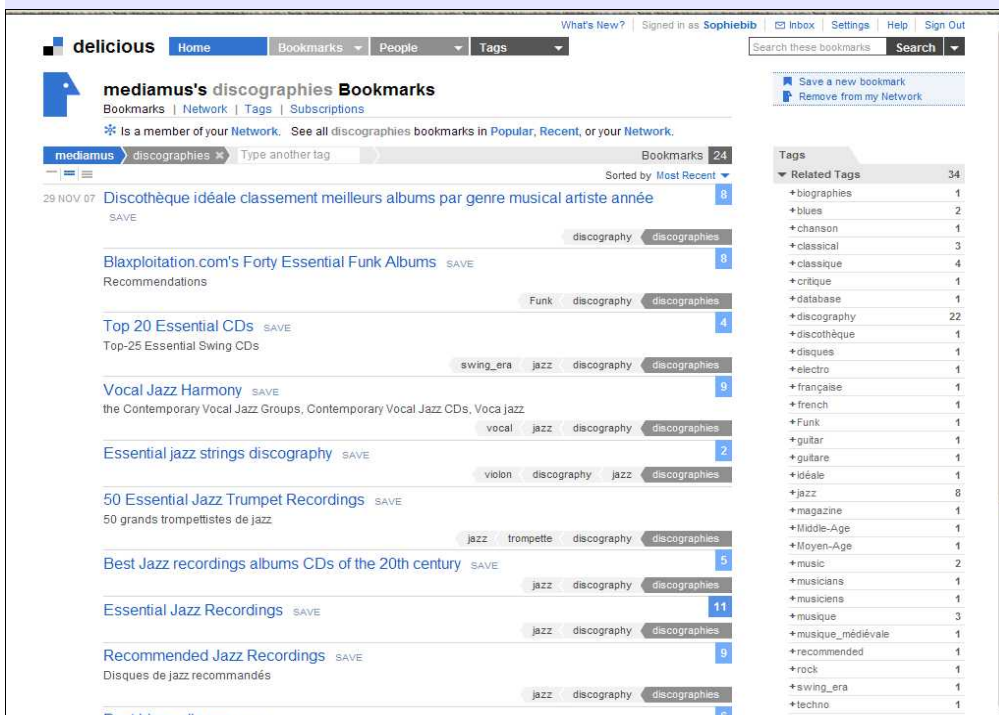 What's New? Signed in as Sophiebib Inbox Settings Help Sign Out
delicious Home Bookmarks People Tags Search these bookmarks Search
mediamus's discographies Bookmarks
Bookmarks | Network | Tags | Subscriptions
Is a member of your Network. See all discographies bookmarks in Popular, Recent, or your Network.
Save a new bookmark
Remove from my Network
mediamus discographies Type another tag Bookmarks 24
Sorted by Most Recent
29 NOV 07 Discothèque idéale classement meilleurs albums par genre musical artiste année 8
SAVE
discography discographies
Blaxploitation.com's Forty Essential Funk Albums SAVE 8
Recommendations
Funk discography discographies
Top 20 Essential CDs SAVE 4
Top-25 Essential Swing CDs
swing_era jazz discography discographies
Vocal Jazz Harmony SAVE 9
the Contemporary Vocal Jazz Groups, Contemporary Vocal Jazz CDs, Voca jazz
vocal jazz discography discographies
Essential jazz strings discography SAVE 2
violon discography jazz discographies
50 Essential Jazz Trumpet Recordings SAVE
50 grands trompettistes de jazz
jazz trompette discography discographies
Best Jazz recordings albums CDs of the 20th century SAVE 5
jazz discography discographies
Essential Jazz Recordings SAVE 11
jazz discography discographies
Recommended Jazz Recordings SAVE 9
Disques de jazz recommandés
jazz discography discographies
Tags
Related Tags 34
+biographies 1
+blues 2
+chanson 1
+classical 3
+classique 4
+critique 1
+database 1
+discography 22
+discothèque 1
+disques 1
+electro 1
+française 1
+french 1
+Funk 1
+guitar 1
+guitare 1
+idéale 1
+jazz 8
+magazine 1
+Middle-Age 1
+Moyen-Age 1
+music 2
+musicians 1
+musiciens 1
+musique 3
+musique_médiévale 1
+recommended 1
+rock 1
+swing_era 1
+techno 1